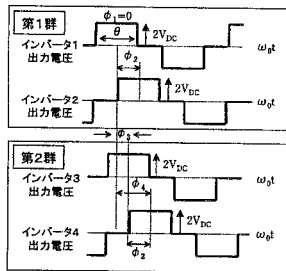 第1群
φ₁=0
インバータ1
出力電圧
θ
2VDC
ω₀t
φ₂
インバータ2
出力電圧
2VDC
ω₀t
φ₃
第2群
インバータ3
出力電圧
2VDC
ω₀t
φ₄
インバータ4
出力電圧
2VDC
ω₀t
φ₂